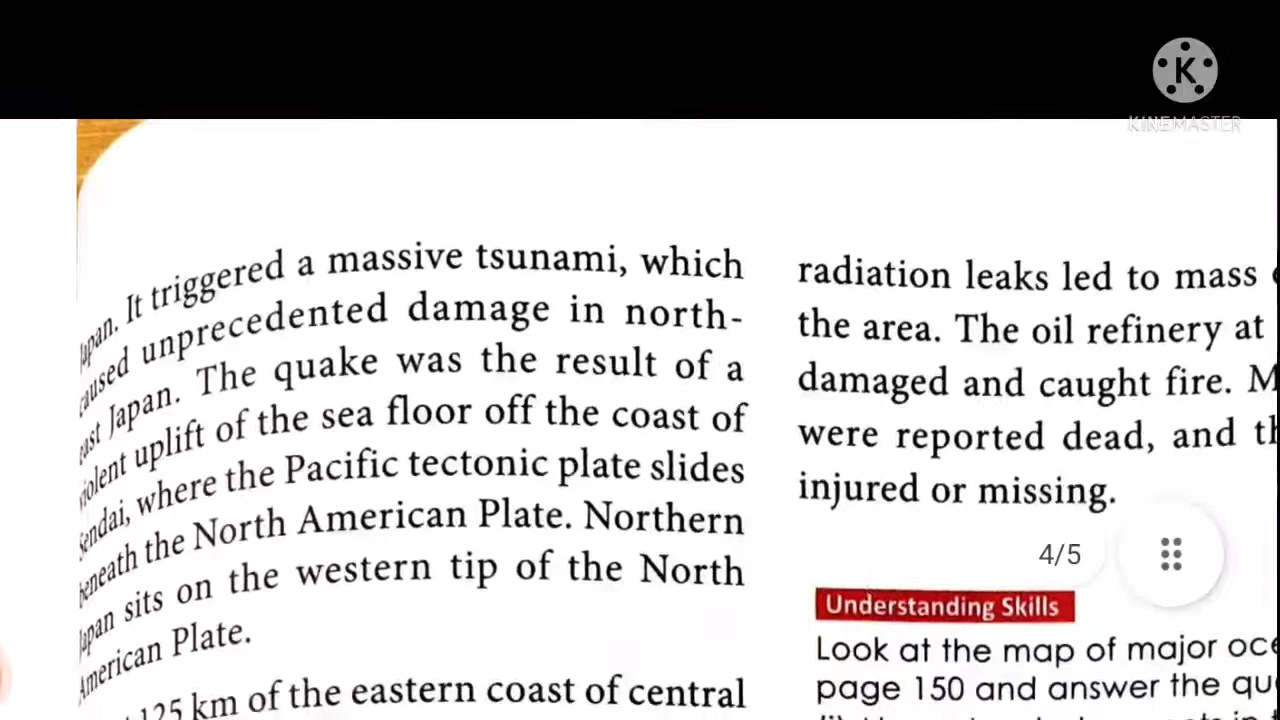 K
KINEMASTER
Japan. It triggered a massive tsunami, which
caused unprecedented damage in north-
east Japan. The quake was the result of a
violent uplift of the sea floor off the coast of
Sendai, where the Pacific tectonic plate slides
beneath the North American Plate. Northern
Japan sits on the western tip of the North
American Plate.
125 km of the eastern coast of central
radiation leaks led to mass
the area. The oil refinery at
damaged and caught fire.
were reported dead, and
injured or missing.
4/5
Understanding Skills
Look at the map of major
page 150 and answer the